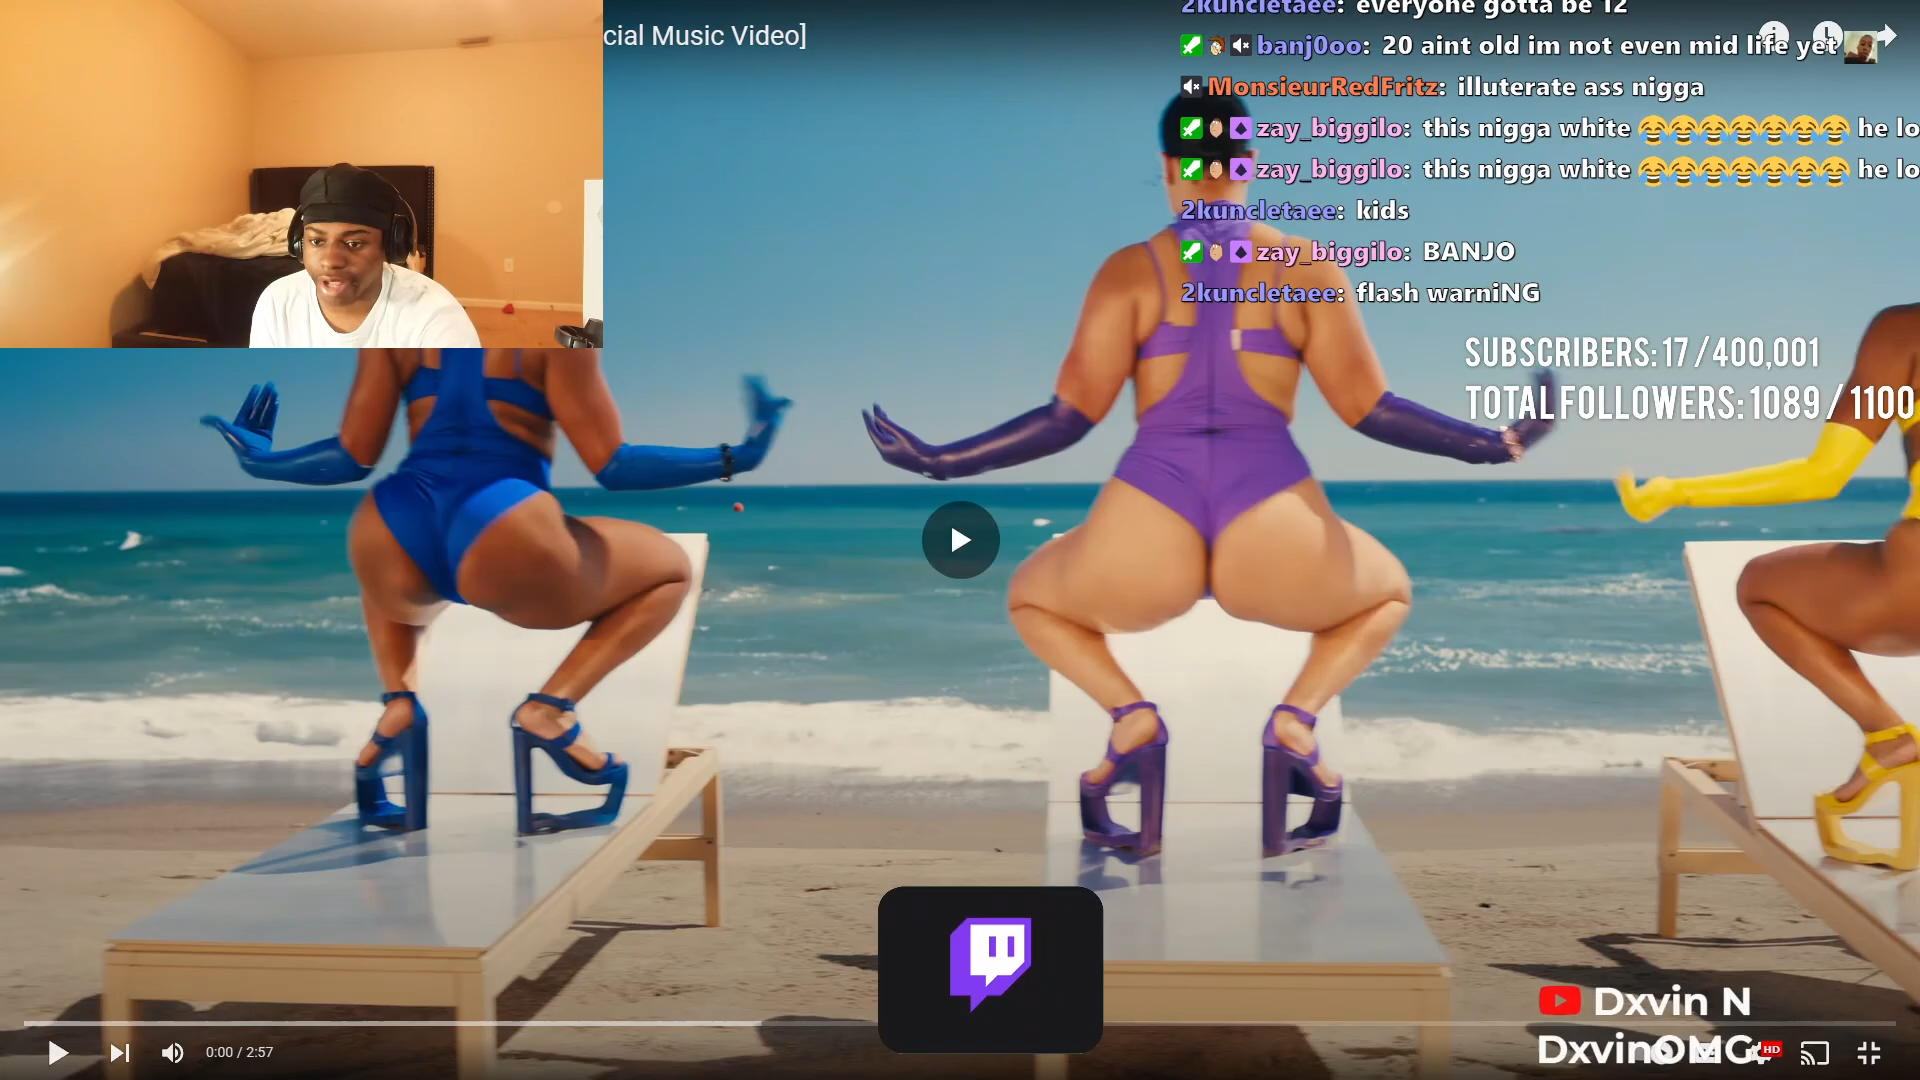 cial Music Video]
2kuncletaee: everyone gotta be 12
banj0oo: 20 aint old im not even mid life yet
MonsieurRedFritz: illuterate ass nigga
zay_biggilo: this nigga white 😂😂😂😂😂😂😂 he lo
zay_biggilo: this nigga white 😂😂😂😂😂😂😂 he lo
2kuncletaee: kids
zay_biggilo: BANJO
2kuncletaee: flash warniNG
SUBSCRIBERS: 17 / 400,001
TOTAL FOLLOWERS: 1089 / 1100
Dxvin N
DxvinOMG
HD
0:00 / 2:57